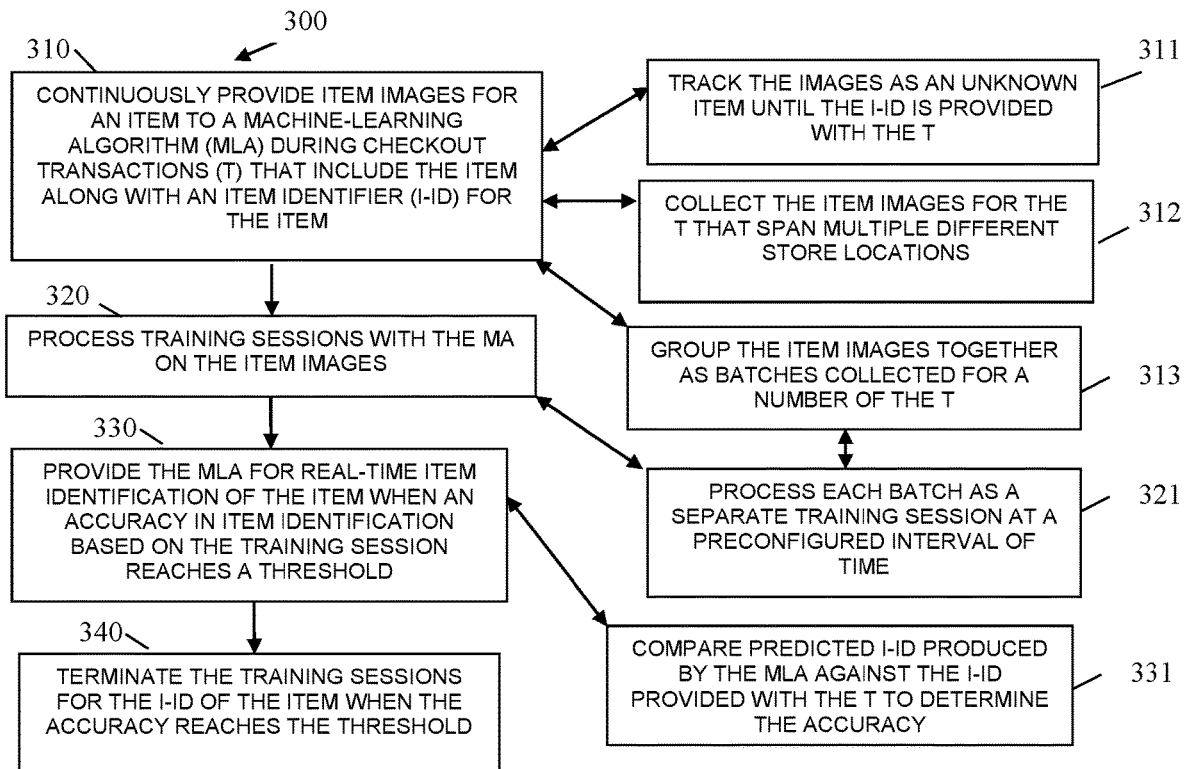 300
310
CONTINUOUSLY PROVIDE ITEM IMAGES FOR
AN ITEM TO A MACHINE-LEARNING
ALGORITHM (MLA) DURING CHECKOUT
TRANSACTIONS (T) THAT INCLUDE THE ITEM
ALONG WITH AN ITEM IDENTIFIER (I-ID) FOR
THE ITEM
311
TRACK THE IMAGES AS AN UNKNOWN
ITEM UNTIL THE I-ID IS PROVIDED
WITH THE T
312
COLLECT THE ITEM IMAGES FOR THE
T THAT SPAN MULTIPLE DIFFERENT
STORE LOCATIONS
320
PROCESS TRAINING SESSIONS WITH THE MA
ON THE ITEM IMAGES
313
GROUP THE ITEM IMAGES TOGETHER
AS BATCHES COLLECTED FOR A
NUMBER OF THE T
330
PROVIDE THE MLA FOR REAL-TIME ITEM
IDENTIFICATION OF THE ITEM WHEN AN
ACCURACY IN ITEM IDENTIFICATION
BASED ON THE TRAINING SESSION
REACHES A THRESHOLD
321
PROCESS EACH BATCH AS A
SEPARATE TRAINING SESSION AT A
PRECONFIGURED INTERVAL OF
TIME
340
TERMINATE THE TRAINING SESSIONS
FOR THE I-ID OF THE ITEM WHEN THE
ACCURACY REACHES THE THRESHOLD.
331
COMPARE PREDICTED I-ID PRODUCED
BY THE MLA AGAINST THE I-ID
PROVIDED WITH THE T TO DETERMINE
THE ACCURACY